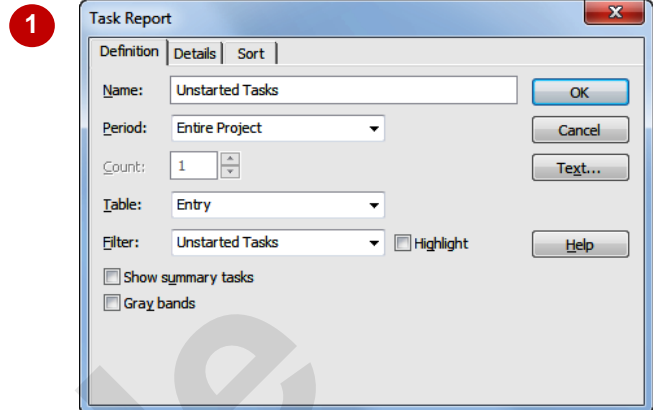 1
Task Report
Definition Details Sort
Name: Unstarted Tasks OK
Period: Entire Project Cancel
Count: 1 Text...
Table: Entry
Filter: Unstarted Tasks Highlight Help
Show summary tasks
Gray bands